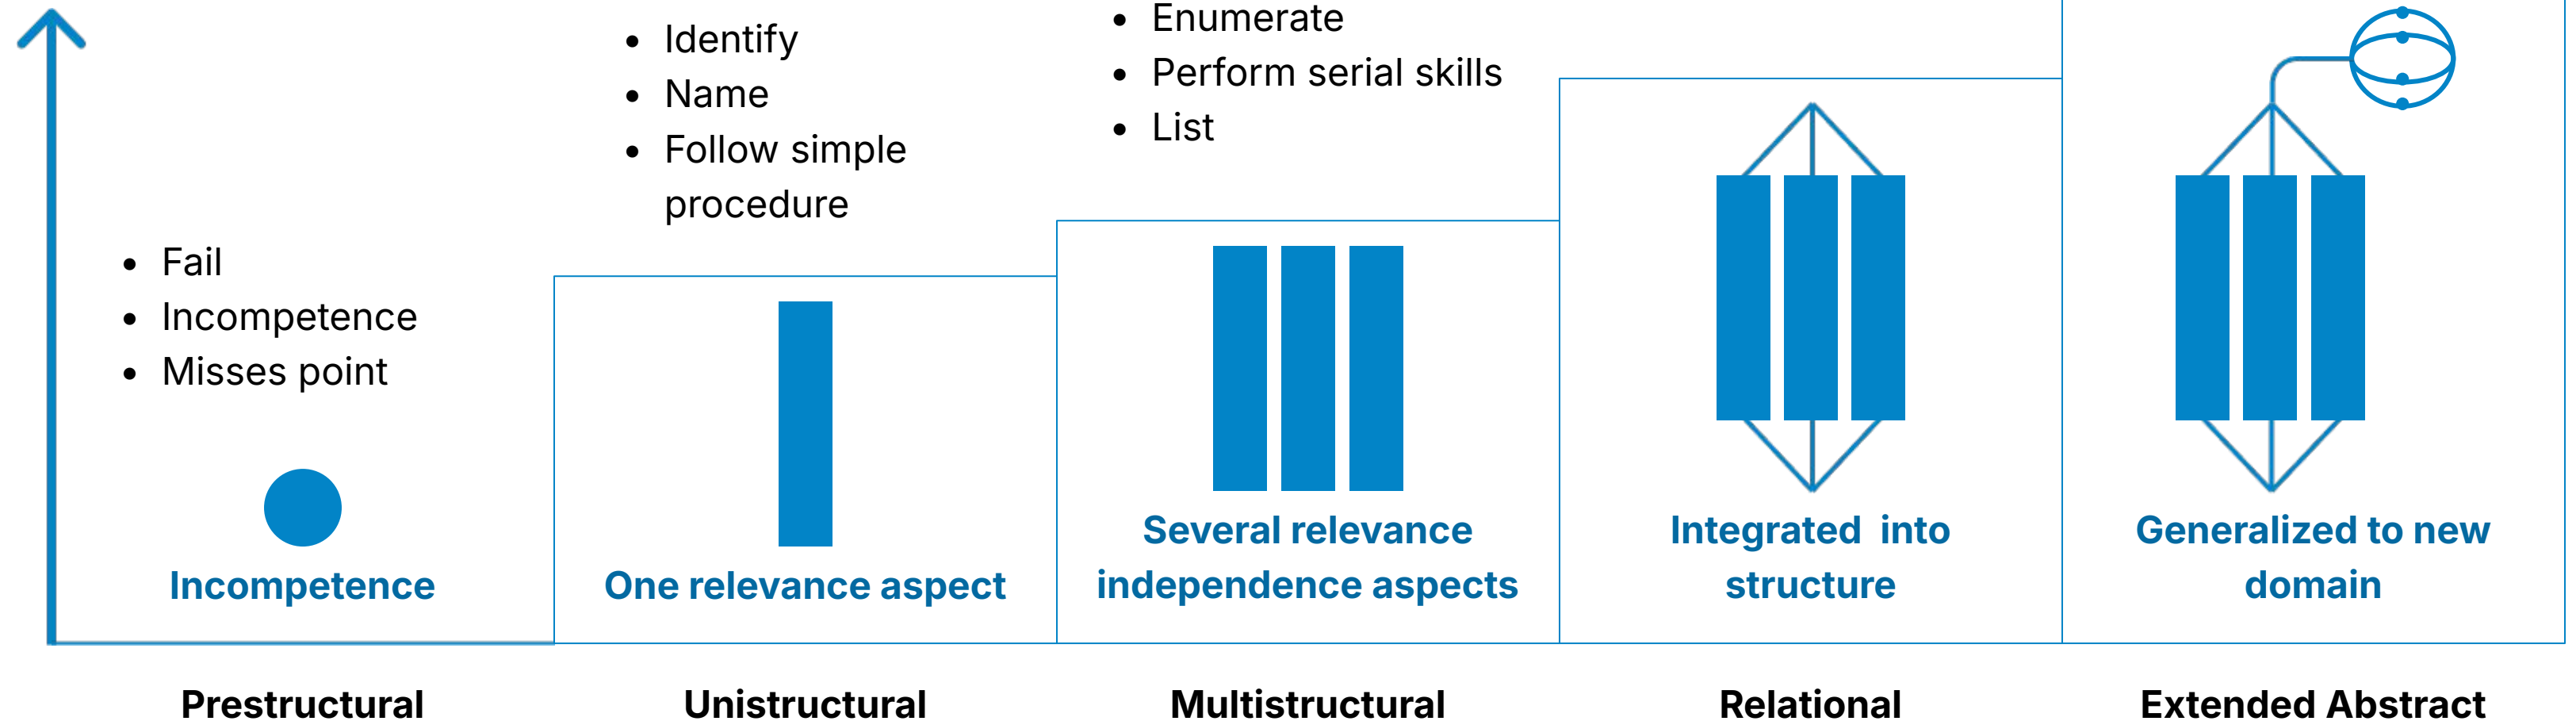 Fail
Incompetence
Misses point
Incompetence
Prestructural
Identify
Name
Follow simple
procedure
One relevance aspect
Unistructural
Enumerate
Perform serial skills
List
Several relevance
independence aspects
Multistructural
Integrated into
structure
Relational
Generalized to new
domain
Extended Abstract